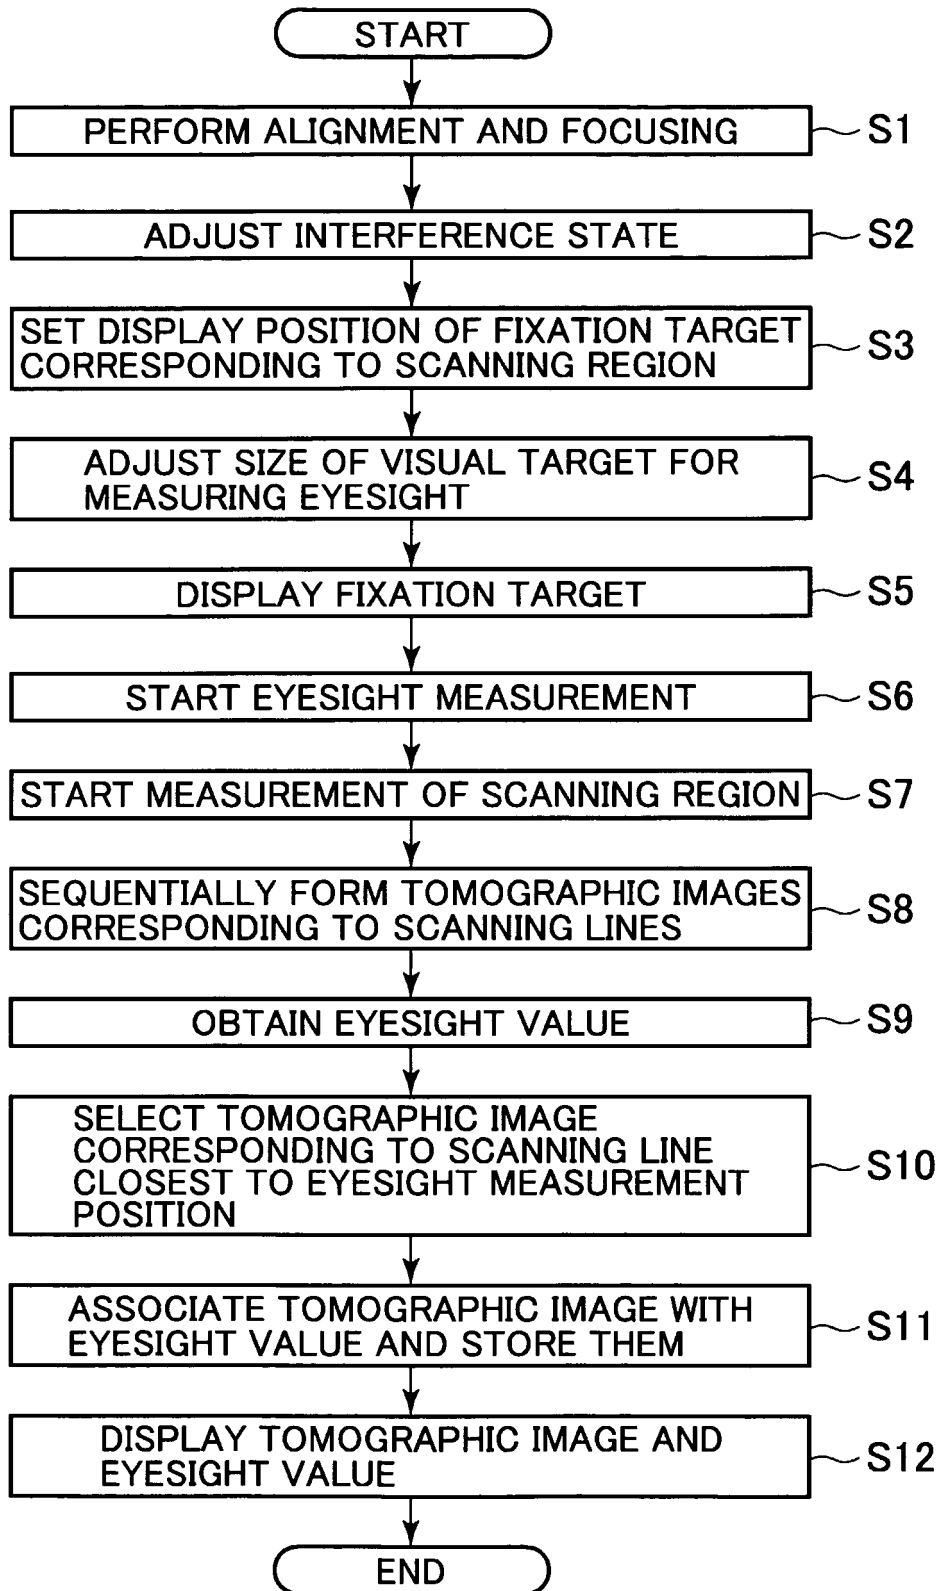 START
PERFORM ALIGNMENT AND FOCUSING
S1
ADJUST INTERFERENCE STATE
S2
SET DISPLAY POSITION OF FIXATION TARGET
CORRESPONDING TO SCANNING REGION
S3
ADJUST SIZE OF VISUAL TARGET FOR
MEASURING EYESIGHT
S4
DISPLAY FIXATION TARGET
S5
START EYESIGHT MEASUREMENT
S6
START MEASUREMENT OF SCANNING REGION
S7
SEQUENTIALLY FORM TOMOGRAPHIC IMAGES
CORRESPONDING TO SCANNING LINES
S8
OBTAIN EYESIGHT VALUE
S9
SELECT TOMOGRAPHIC IMAGE
CORRESPONDING TO SCANNING LINE
CLOSEST TO EYESIGHT MEASUREMENT
POSITION
S10
ASSOCIATE TOMOGRAPHIC IMAGE WITH
EYESIGHT VALUE AND STORE THEM
S11
DISPLAY TOMOGRAPHIC IMAGE AND
EYESIGHT VALUE
S12
END